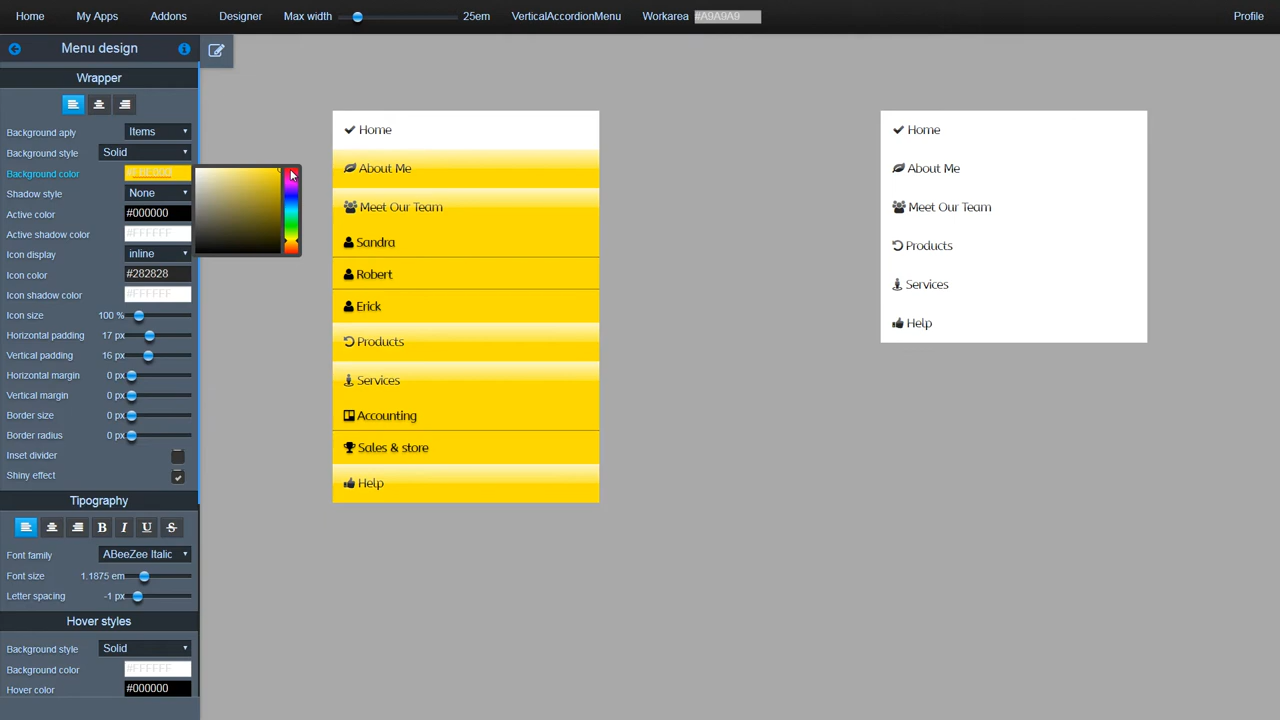 Home My Apps Addons Designer Max width 25em VerticalAccordionMenu Workarea #A9A9A9 Profile
Menu design
Wrapper
Background aply Items
Background style Solid
Background color
Shadow style None
Active color #000000
Active shadow color #FFFFFF
Icon display inline
Icon color #282828
Icon shadow color #FFFFFF
Icon size 100 %
Horizontal padding 17 px
Vertical padding 16 px
Horizontal margin 0 px
Vertical margin 0 px
Border size 0 px
Border radius 0 px
Inset divider
Shiny effect
Tipography
B I U S
Font family ABeeZee Italic
Font size 1.1875 em
Letter spacing -1 px
Hover styles
Background style Solid
Background color #FFFFFF
Hover color #000000
Home
About Me
Meet Our Team
Sandra
Robert
Erick
Products
Services
Accounting
Sales & store
Help
Home
About Me
Meet Our Team
Products
Services
Help